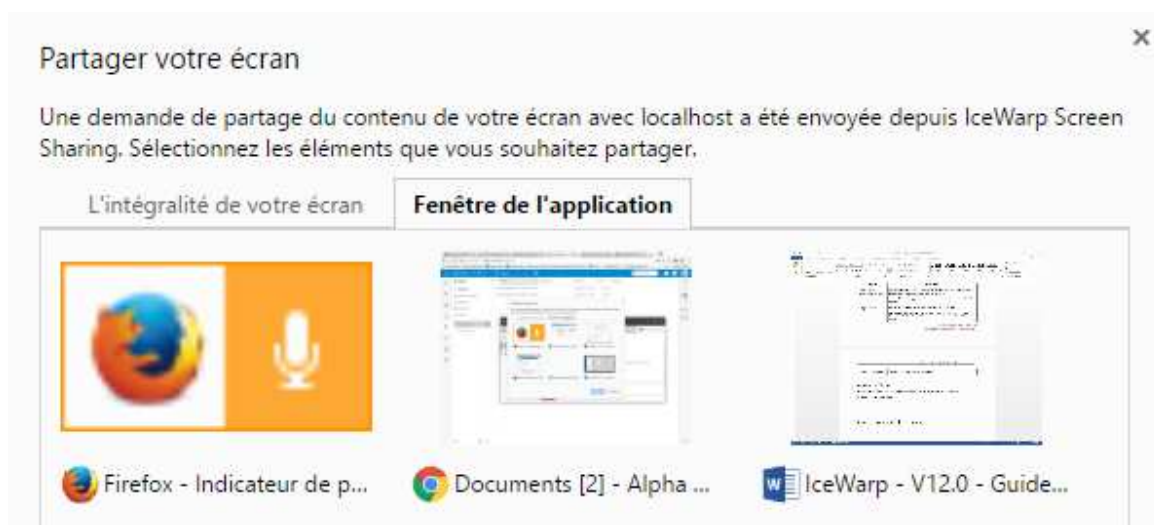 Partager votre écran
Une demande de partage du contenu de votre écran avec localhost a été envoyée depuis IceWarp Screen
Sharing. Sélectionnez les éléments que vous souhaitez partager.
L'intégralité de votre écran
Fenêtre de l'application
Firefox - Indicateur de p...
Documents [2] - Alpha ...
IceWarp - V12.0 - Guide...